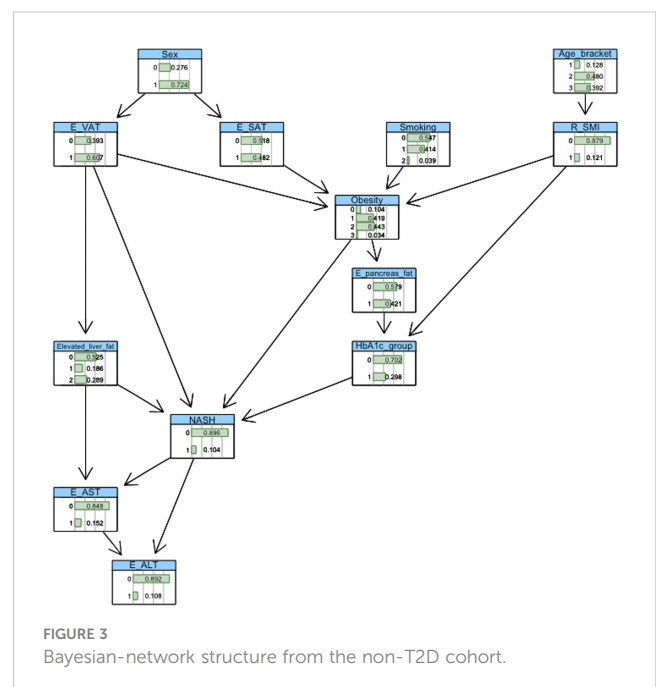 Sex
0 0.276
1 0.724
Age_bracket
1 0.128
2 0.480
3 0.392
E_VAT
0 0.393
1 0.607
E_SAT
0 0.518
1 0.482
Smoking
0 0.547
1 0.414
2 0.039
R_SMI
0 0.879
1 0.121
Obesity
0 0.104
1 0.419
2 0.443
3 0.034
E_pancreas_fat
0 0.579
1 0.421
Elevated_liver_fat
0 0.525
1 0.186
2 0.289
HbA1c_group
0 0.702
1 0.298
NASH
0 0.896
1 0.104
E_AST
0 0.848
1 0.152
E_ALT
0 0.892
1 0.108
FIGURE 3
Bayesian-network structure from the non-T2D cohort.